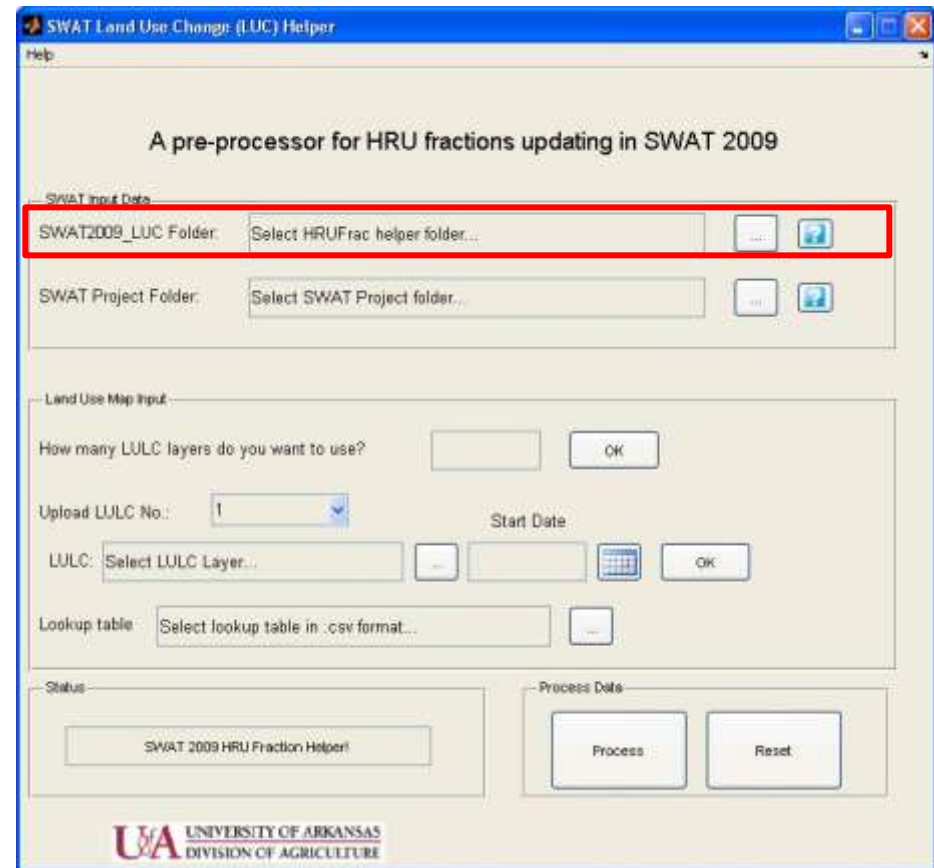 SWAT Land Use Change (LUC) Helper
Help
A pre-processor for HRU fractions updating in SWAT 2009
SWAT Input Data
SWAT2009_LUC Folder: Select HRUFrac helper folder... ...
SWAT Project Folder: Select SWAT Project folder... ...
Land Use Map Input
How many LULC layers do you want to use? OK
Upload LULC No.: 1
Start Date
LULC: Select LULC Layer... ... OK
Lookup table Select lookup table in .csv format... ...
Status
Process Data
SWAT 2009 HRU Fraction Helper! Process Reset
UofA UNIVERSITY OF ARKANSAS
DIVISION OF AGRICULTURE